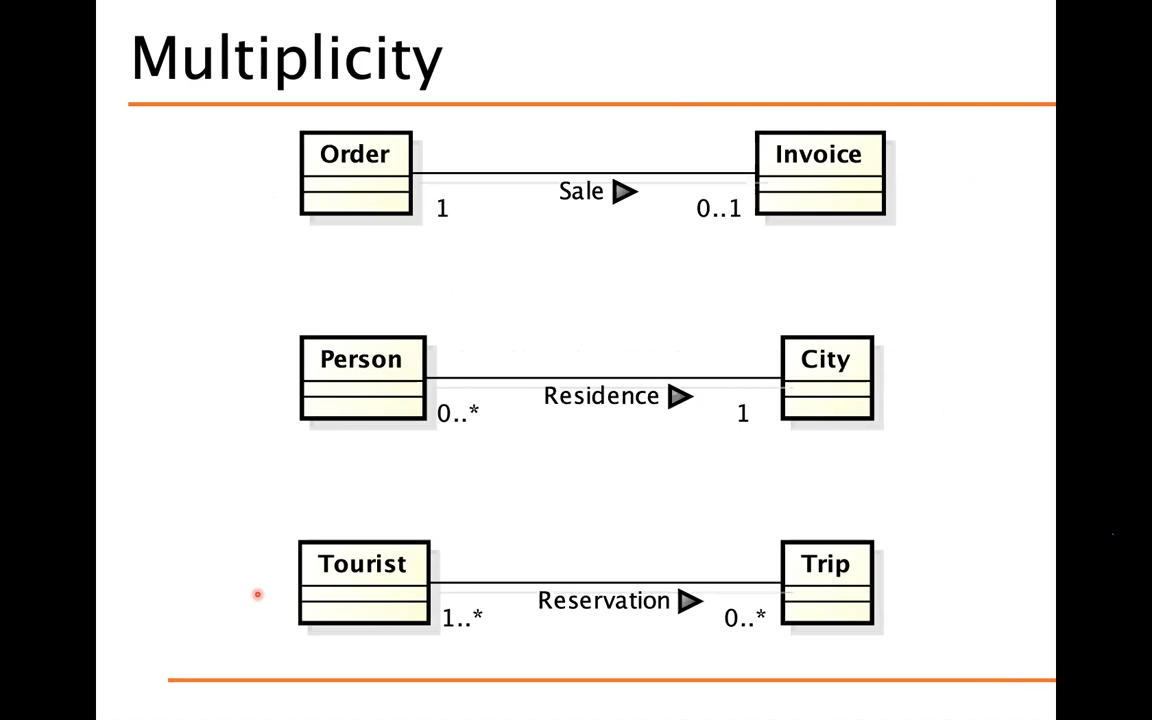 Multiplicity
Order
Invoice
Sale
1
0..1
Person
City
Residence
0..*
1
Tourist
Trip
Reservation
1..*
0..*